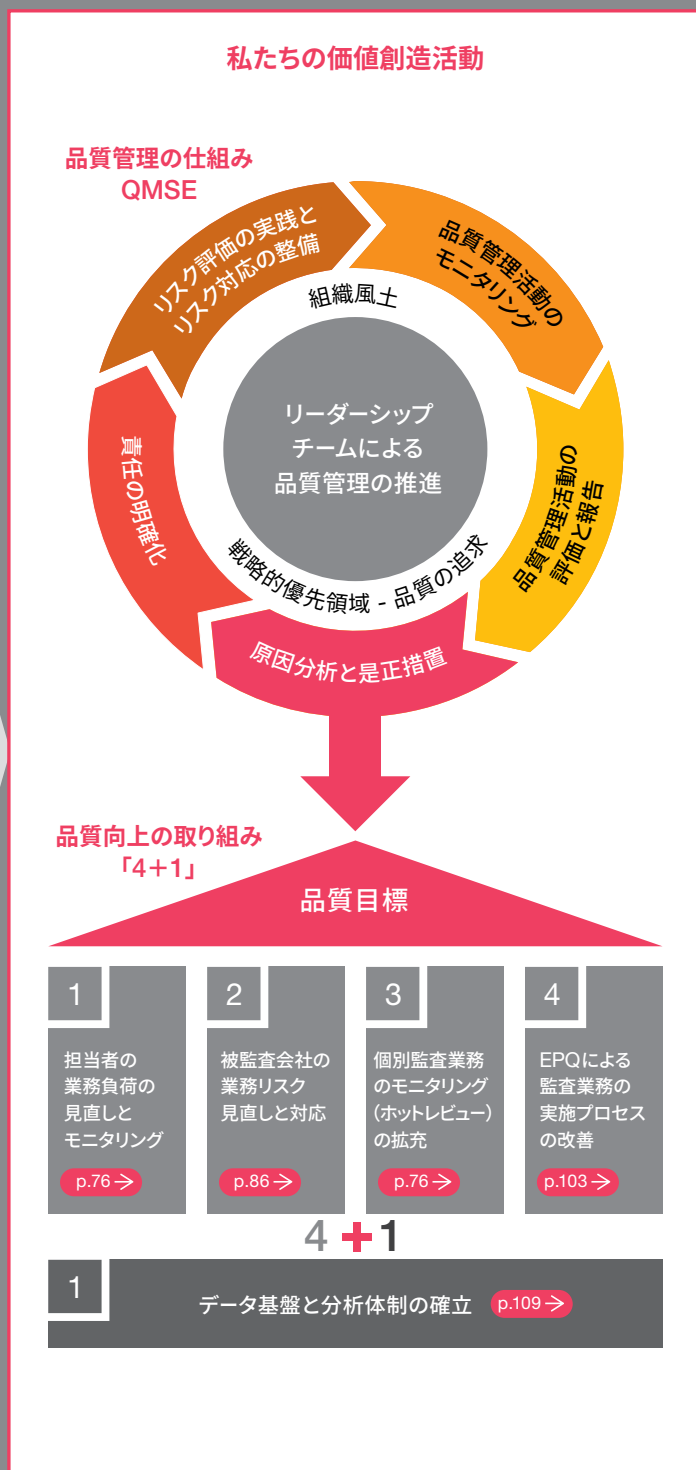 私たちの価値創造活動
品質管理の仕組み
QMSE
リスク評価の実践と
リスク対応の整備
品質管理活動の
モニタリング
組織風土
リーダーシップ
チームによる
品質管理の推進
責任の明確化
品質管理活動の
評価と報告
戦略的優先領域 - 品質の追求
原因分析と是正措置
品質向上の取り組み
「4+1」
品質目標
1
担当者の
業務負荷の
見直しと
モニタリング
p.76→
2
被監査会社の
業務リスク
見直しと対応
p.86→
3
個別監査業務
のモニタリング
(ホットレビュー)
の拡充
p.76→
4
EPQによる
監査業務の
実施プロセス
の改善
p.103→
4+1
1
データ基盤と分析体制の確立 p.109→